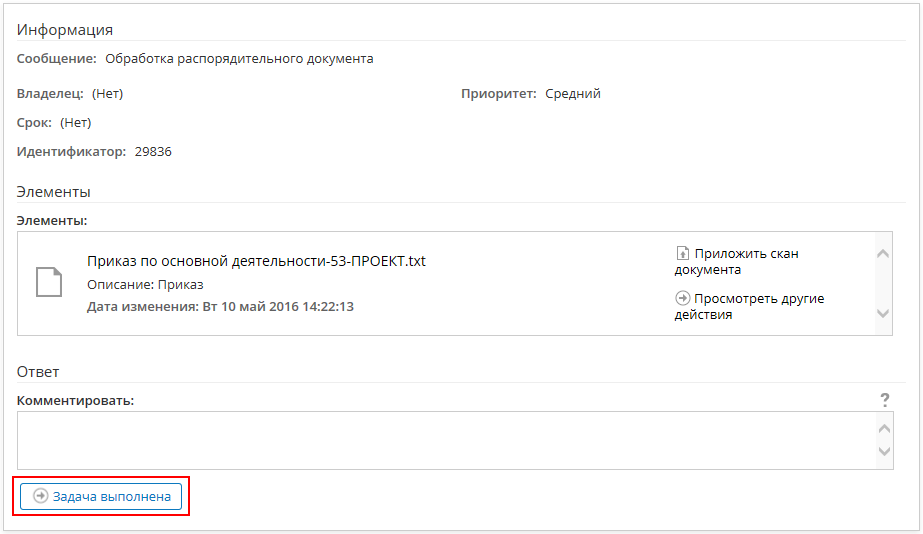 Информация
Сообщение: Обработка распорядительного документа
Владелец: (Нет) Приоритет: Средний
Срок: (Нет)
Идентификатор: 29836
Элементы
Элементы:
Приказ по основной деятельности-53-ПРОЕКТ.txt
Описание: Приказ
Дата изменения: Вт 10 май 2016 14:22:13
Приложить скан
документа
Просмотреть другие
действия
Ответ
Комментировать: ?
Задача выполнена